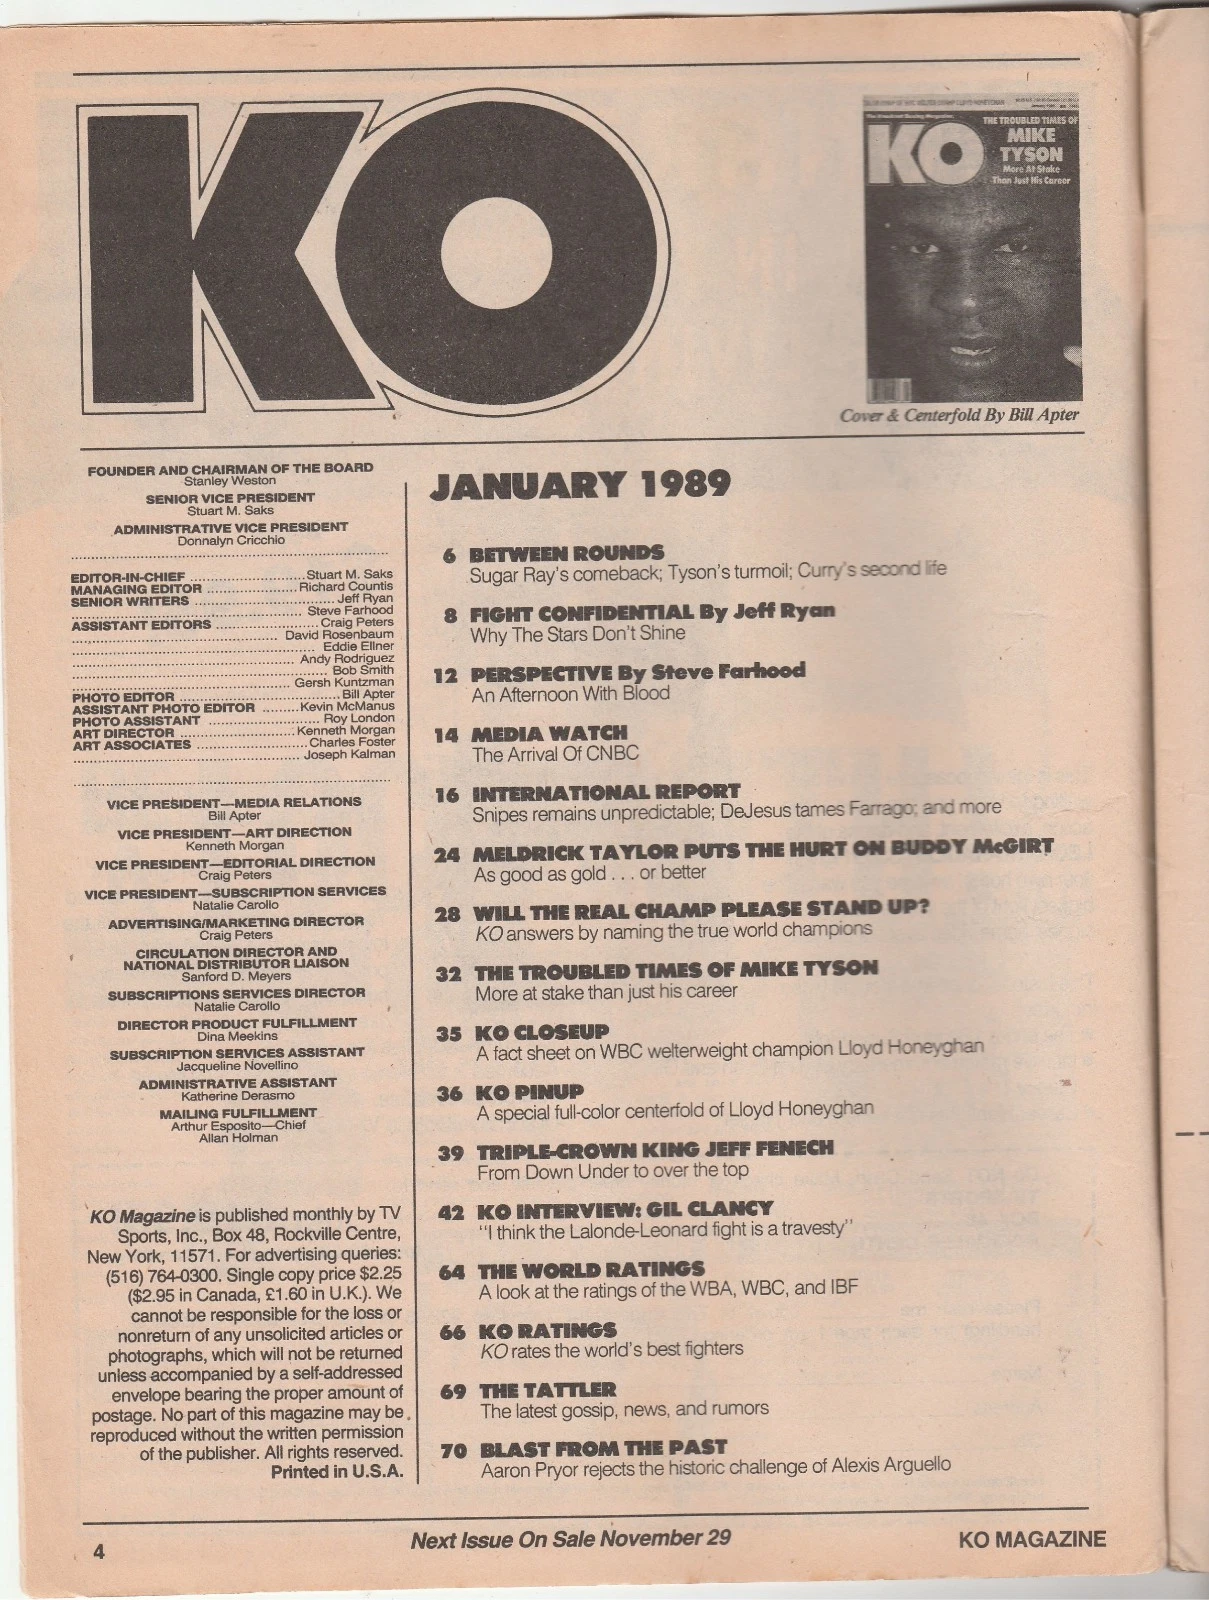 KO
THE TROUBLED TIMES OF
MIKE
TYSON
More At Stake
Than Just His Career
KO
Cover & Centerfold By Bill Apter
FOUNDER AND CHAIRMAN OF THE BOARD
Stanley Weston
SENIOR VICE PRESIDENT
Stuart M. Saks
ADMINISTRATIVE VICE PRESIDENT
Donnalyn Cricchio
EDITOR-IN-CHIEF ........................Stuart M. Saks
MANAGING EDITOR ...................Richard Countis
SENIOR WRITERS .............................Jeff Ryan
................................................ Steve Farhood
ASSISTANT EDITORS ......................Craig Peters
........................................... David Rosenbaum
................................................... Eddie Ellner
.............................................. Andy Rodriguez
..................................................... Bob Smith
.............................................. Gersh Kuntzman
PHOTO EDITOR ..................................Bill Apter
ASSISTANT PHOTO EDITOR .........Kevin McManus
PHOTO ASSISTANT ....................... Roy London
ART DIRECTOR .........................Kenneth Morgan
ART ASSOCIATES .......................Charles Foster
............................................... Joseph Kalman
VICE PRESIDENT—MEDIA RELATIONS
Bill Apter
VICE PRESIDENT—ART DIRECTION
Kenneth Morgan
VICE PRESIDENT—EDITORIAL DIRECTION
Craig Peters
VICE PRESIDENT—SUBSCRIPTION SERVICES
Natalie Carollo
ADVERTISING/MARKETING DIRECTOR
Craig Peters
CIRCULATION DIRECTOR AND
NATIONAL DISTRIBUTOR LIAISON
Sanford D. Meyers
SUBSCRIPTIONS SERVICES DIRECTOR
Natalie Carollo
DIRECTOR PRODUCT FULFILLMENT
Dina Meekins
SUBSCRIPTION SERVICES ASSISTANT
Jacqueline Novellino
ADMINISTRATIVE ASSISTANT
Katherine Derasmo
MAILING FULFILLMENT
Arthur Esposito—Chief
Allan Holman
KO Magazine is published monthly by TV
Sports, Inc., Box 48, Rockville Centre,
New York, 11571. For advertising queries:
(516) 764-0300. Single copy price $2.25
($2.95 in Canada, £1.60 in U.K.). We
cannot be responsible for the loss or
nonreturn of any unsolicited articles or
photographs, which will not be returned
unless accompanied by a self-addressed
envelope bearing the proper amount of
postage. No part of this magazine may be
reproduced without the written permission
of the publisher. All rights reserved.
Printed in U.S.A.
JANUARY 1989
6 BETWEEN ROUNDS
Sugar Ray's comeback; Tyson's turmoil; Curry's second life
8 FIGHT CONFIDENTIAL By Jeff Ryan
Why The Stars Don't Shine
12 PERSPECTIVE By Steve Farhood
An Afternoon With Blood
14 MEDIA WATCH
The Arrival Of CNBC
16 INTERNATIONAL REPORT
Snipes remains unpredictable; DeJesus tames Farrago; and more
24 MELDRICK TAYLOR PUTS THE HURT ON BUDDY McGIRT
As good as gold . . . or better
28 WILL THE REAL CHAMP PLEASE STAND UP?
KO answers by naming the true world champions
32 THE TROUBLED TIMES OF MIKE TYSON
More at stake than just his career
35 KO CLOSEUP
A fact sheet on WBC welterweight champion Lloyd Honeyghan
36 KO PINUP
A special full-color centerfold of Lloyd Honeyghan
39 TRIPLE-CROWN KING JEFF FENECH
From Down Under to over the top
42 KO INTERVIEW: GIL CLANCY
"I think the Lalonde-Leonard fight is a travesty"
64 THE WORLD RATINGS
A look at the ratings of the WBA, WBC, and IBF
66 KO RATINGS
KO rates the world's best fighters
69 THE TATTLER
The latest gossip, news, and rumors
70 BLAST FROM THE PAST
Aaron Pryor rejects the historic challenge of Alexis Arguello
4
Next Issue On Sale November 29
KO MAGAZINE